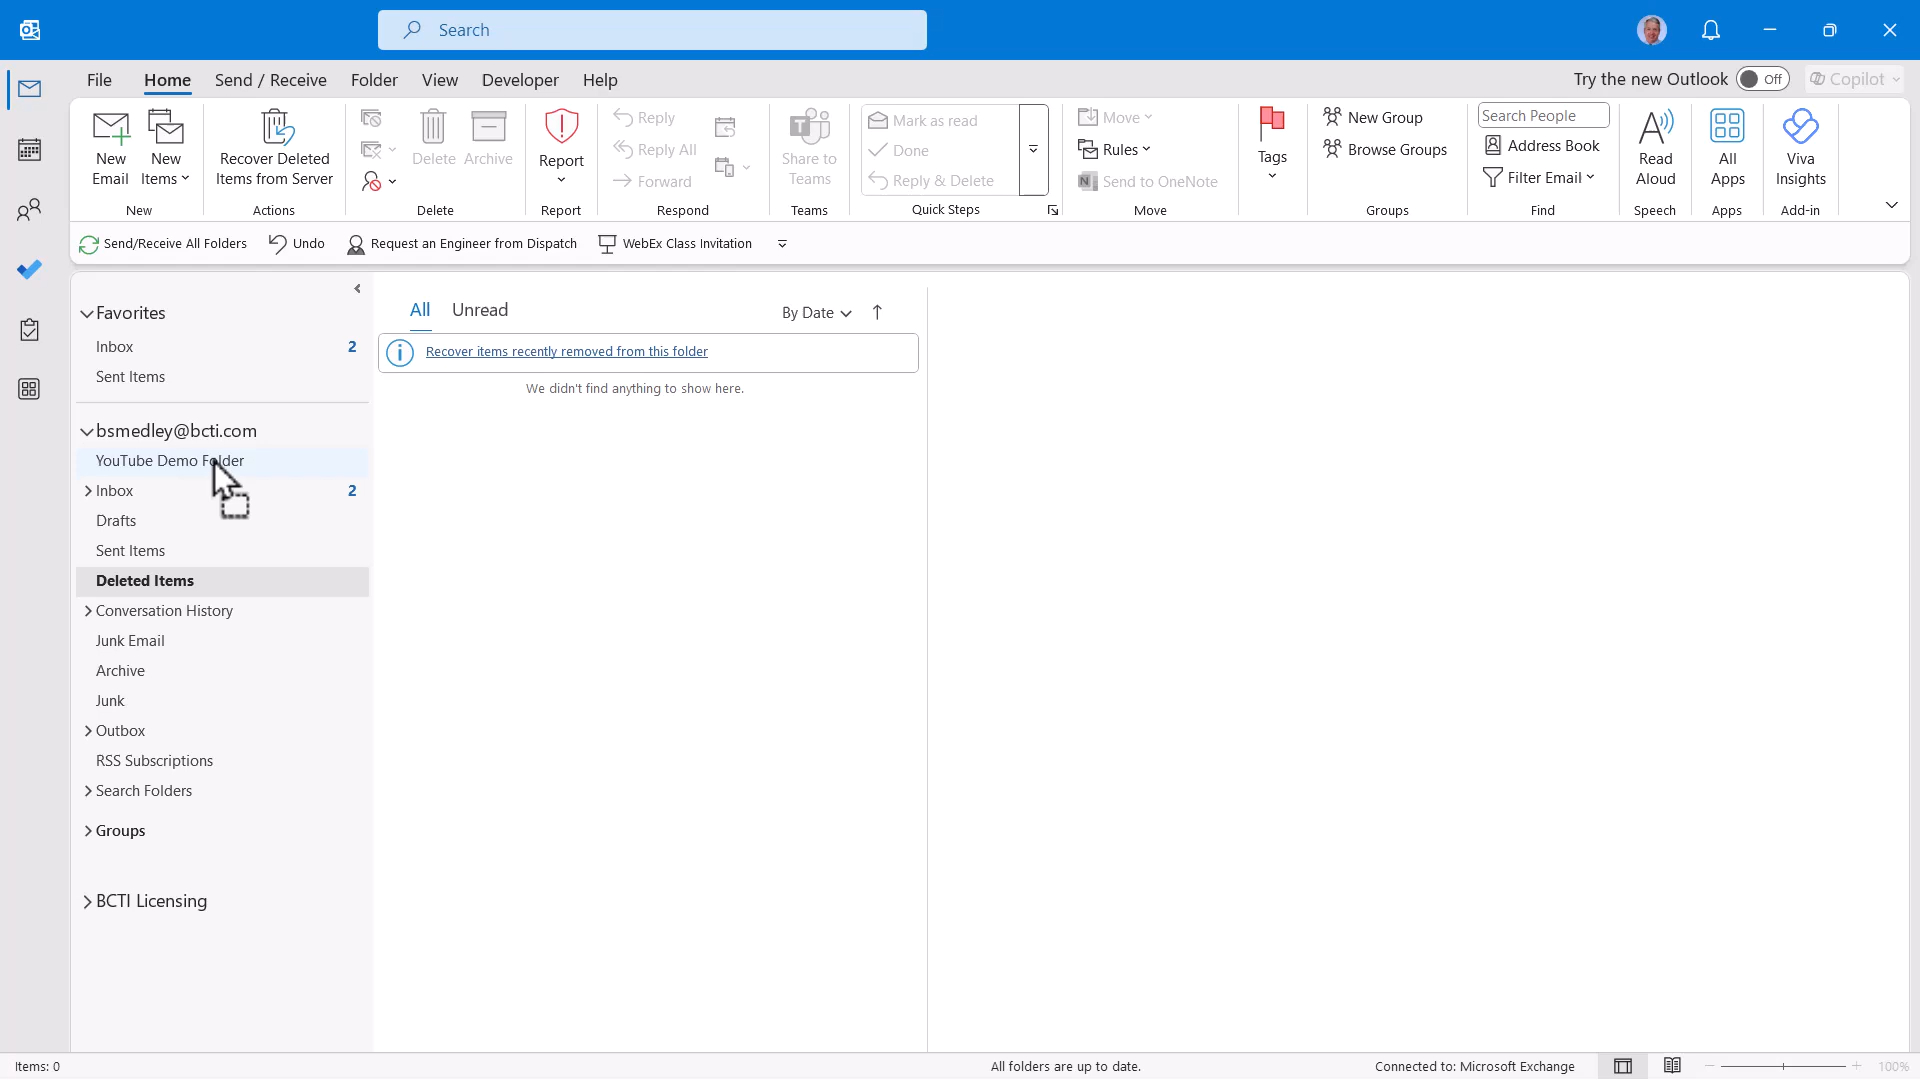 Search
File Home Send / Receive Folder View Developer Help
Try the new Outlook Off Copilot
New Email
New Items
New
Recover Deleted Items from Server
Actions
Delete Archive
Delete
Report
Report
Reply
Reply All
Forward
Respond
Share to Teams
Teams
Mark as read
Done
Reply & Delete
Quick Steps
Move
Rules
Send to OneNote
Move
Tags
New Group
Browse Groups
Groups
Search People
Address Book
Filter Email
Find
Read Aloud
Speech
All Apps
Apps
Viva Insights
Add-in
Send/Receive All Folders Undo Request an Engineer from Dispatch WebEx Class Invitation
Favorites
Inbox 2
Sent Items
bsmedley@bcti.com
YouTube Demo Folder
Inbox 2
Drafts
Sent Items
Deleted Items
Conversation History
Junk Email
Archive
Junk
Outbox
RSS Subscriptions
Search Folders
Groups
BCTI Licensing
All Unread By Date
Recover items recently removed from this folder
We didn't find anything to show here.
Items: 0 All folders are up to date. Connected to: Microsoft Exchange 100%